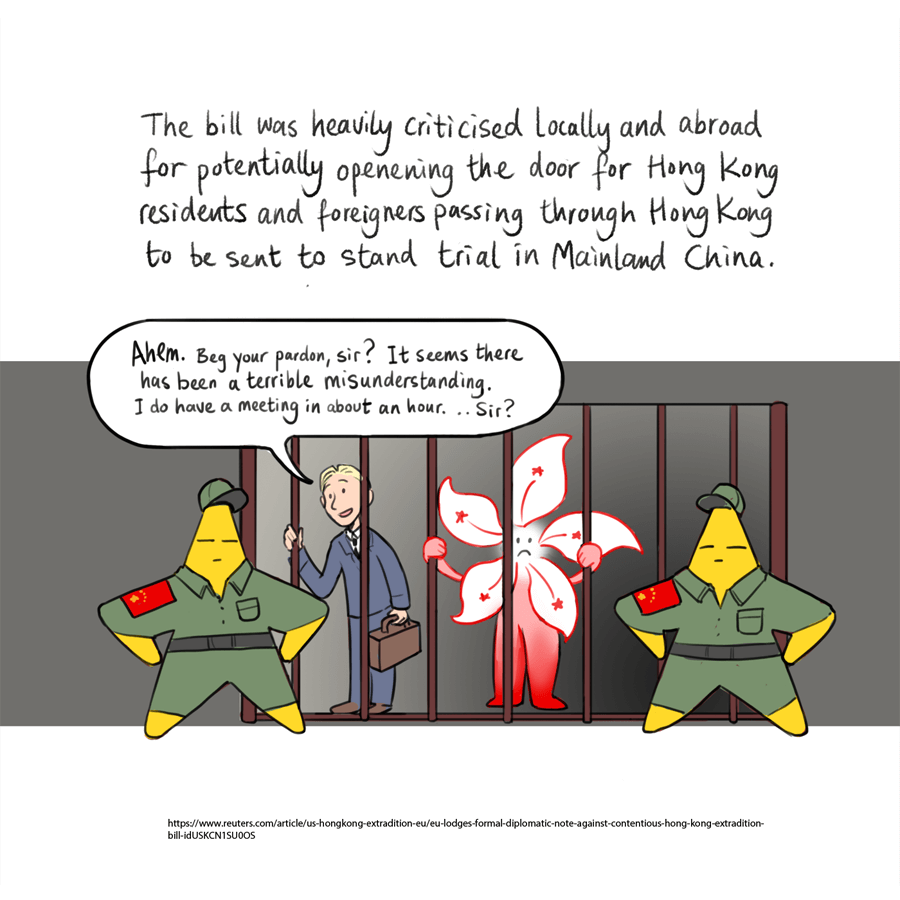 The bill was heavily criticised locally and abroad
for potentially openening the door for Hong Kong
residents and foreigners passing through Hong Kong
to be sent to stand trial in Mainland China.
Ahem. Beg your pardon, sir? It seems there
has been a terrible misunderstanding.
I do have a meeting in about an hour. .. Sir?
https://www.reuters.com/article/us-hongkong-extradition-eu/eu-lodges-formal-diplomatic-note-against-contentious-hong-kong-extradition-
bill-idUSKCN1SU0OS